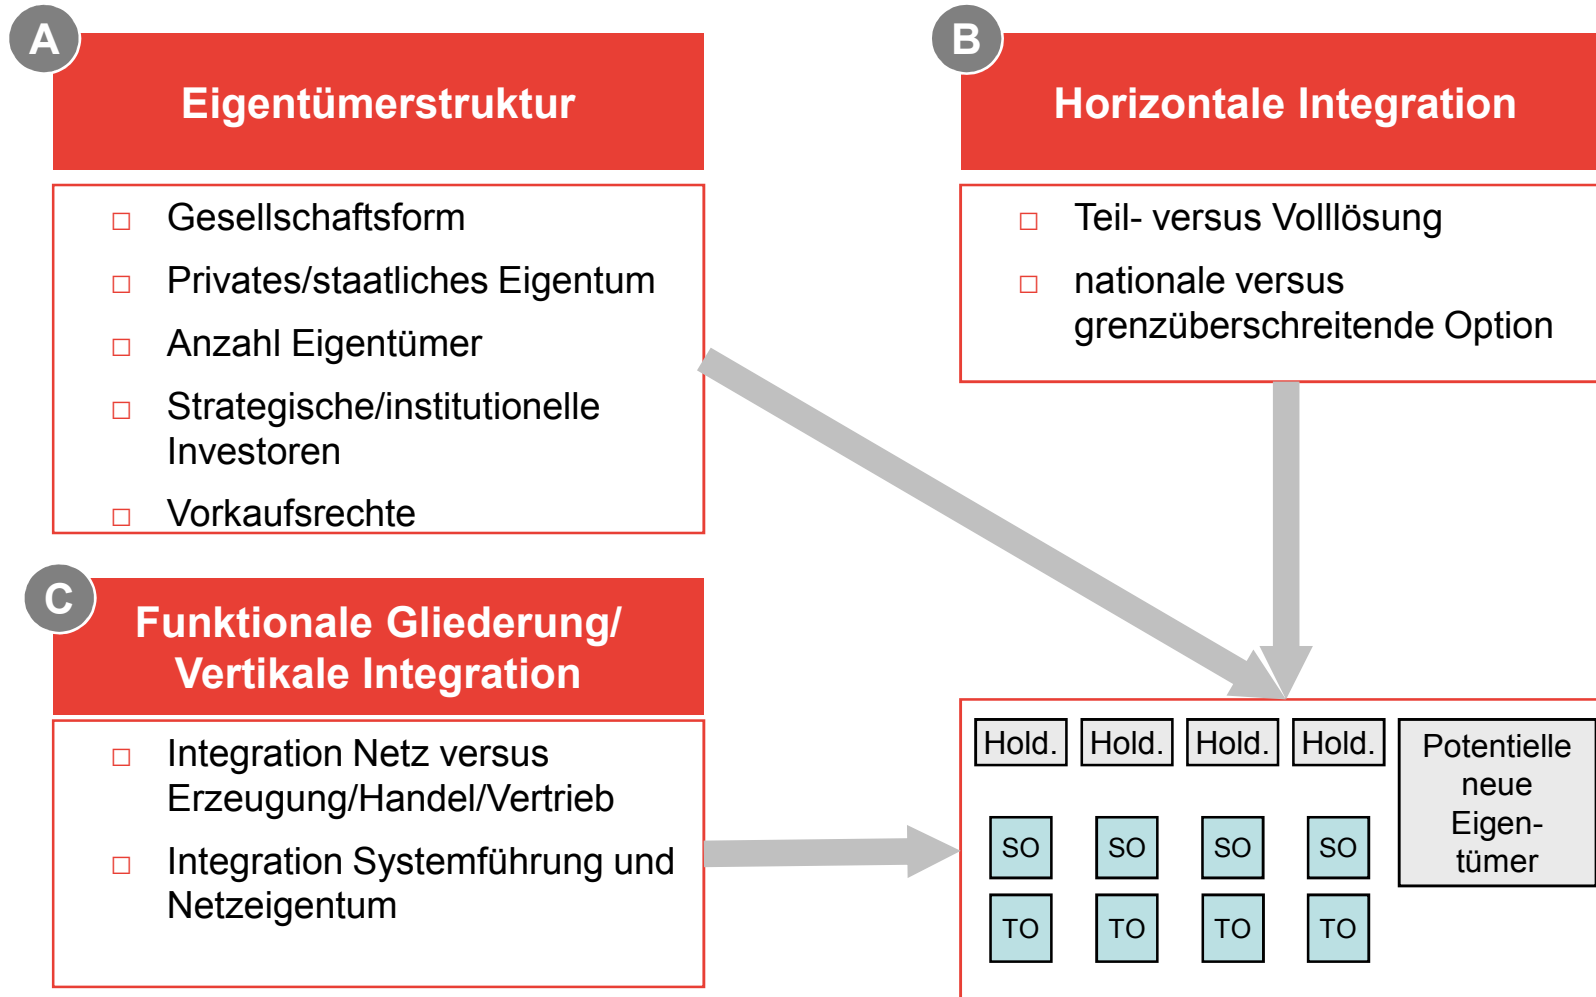 A
Eigentümerstruktur
□ Gesellschaftsform
□ Privates/staatliches Eigentum
□ Anzahl Eigentümer
□ Strategische/institutionelle
Investoren
□ Vorkaufsrechte
B
Horizontale Integration
□ Teil- versus Volllösung
□ nationale versus
grenzüberschreitende Option
C
Funktionale Gliederung/
Vertikale Integration
□ Integration Netz versus
Erzeugung/Handel/Vertrieb
□ Integration Systemführung und
Netzeigentum
Hold. Hold. Hold. Hold.
Potentielle
neue
Eigen-
tümer
SO SO SO SO
TO TO TO TO